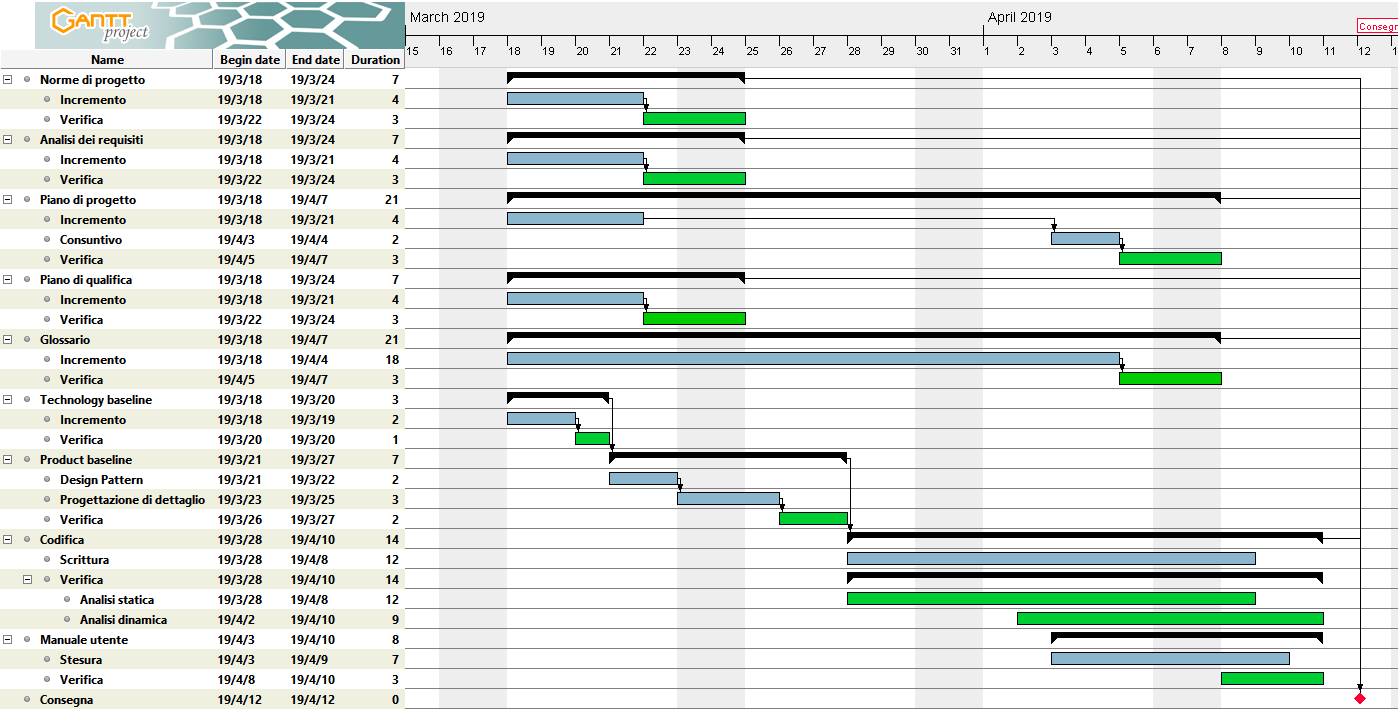 GANTT
project
March 2019 April 2019
Consegn
15 16 17 18 19 20 21 22 23 24 25 26 27 28 29 30 31 1 2 3 4 5 6 7 8 9 10 11 12 1
Name Begin date End date Duration
Norme di progetto 19/3/18 19/3/24 7
Incremento 19/3/18 19/3/21 4
Verifica 19/3/22 19/3/24 3
Analisi dei requisiti 19/3/18 19/3/24 7
Incremento 19/3/18 19/3/21 4
Verifica 19/3/22 19/3/24 3
Piano di progetto 19/3/18 19/4/7 21
Incremento 19/3/18 19/3/21 4
Consuntivo 19/4/3 19/4/4 2
Verifica 19/4/5 19/4/7 3
Piano di qualifica 19/3/18 19/3/24 7
Incremento 19/3/18 19/3/21 4
Verifica 19/3/22 19/3/24 3
Glossario 19/3/18 19/4/7 21
Incremento 19/3/18 19/4/4 18
Verifica 19/4/5 19/4/7 3
Technology baseline 19/3/18 19/3/20 3
Incremento 19/3/18 19/3/19 2
Verifica 19/3/20 19/3/20 1
Product baseline 19/3/21 19/3/27 7
Design Pattern 19/3/21 19/3/22 2
Progettazione di dettaglio 19/3/23 19/3/25 3
Verifica 19/3/26 19/3/27 2
Codifica 19/3/28 19/4/10 14
Scrittura 19/3/28 19/4/8 12
Verifica 19/3/28 19/4/10 14
Analisi statica 19/3/28 19/4/8 12
Analisi dinamica 19/4/2 19/4/10 9
Manuale utente 19/4/3 19/4/10 8
Stesura 19/4/3 19/4/9 7
Verifica 19/4/8 19/4/10 3
Consegna 19/4/12 19/4/12 0